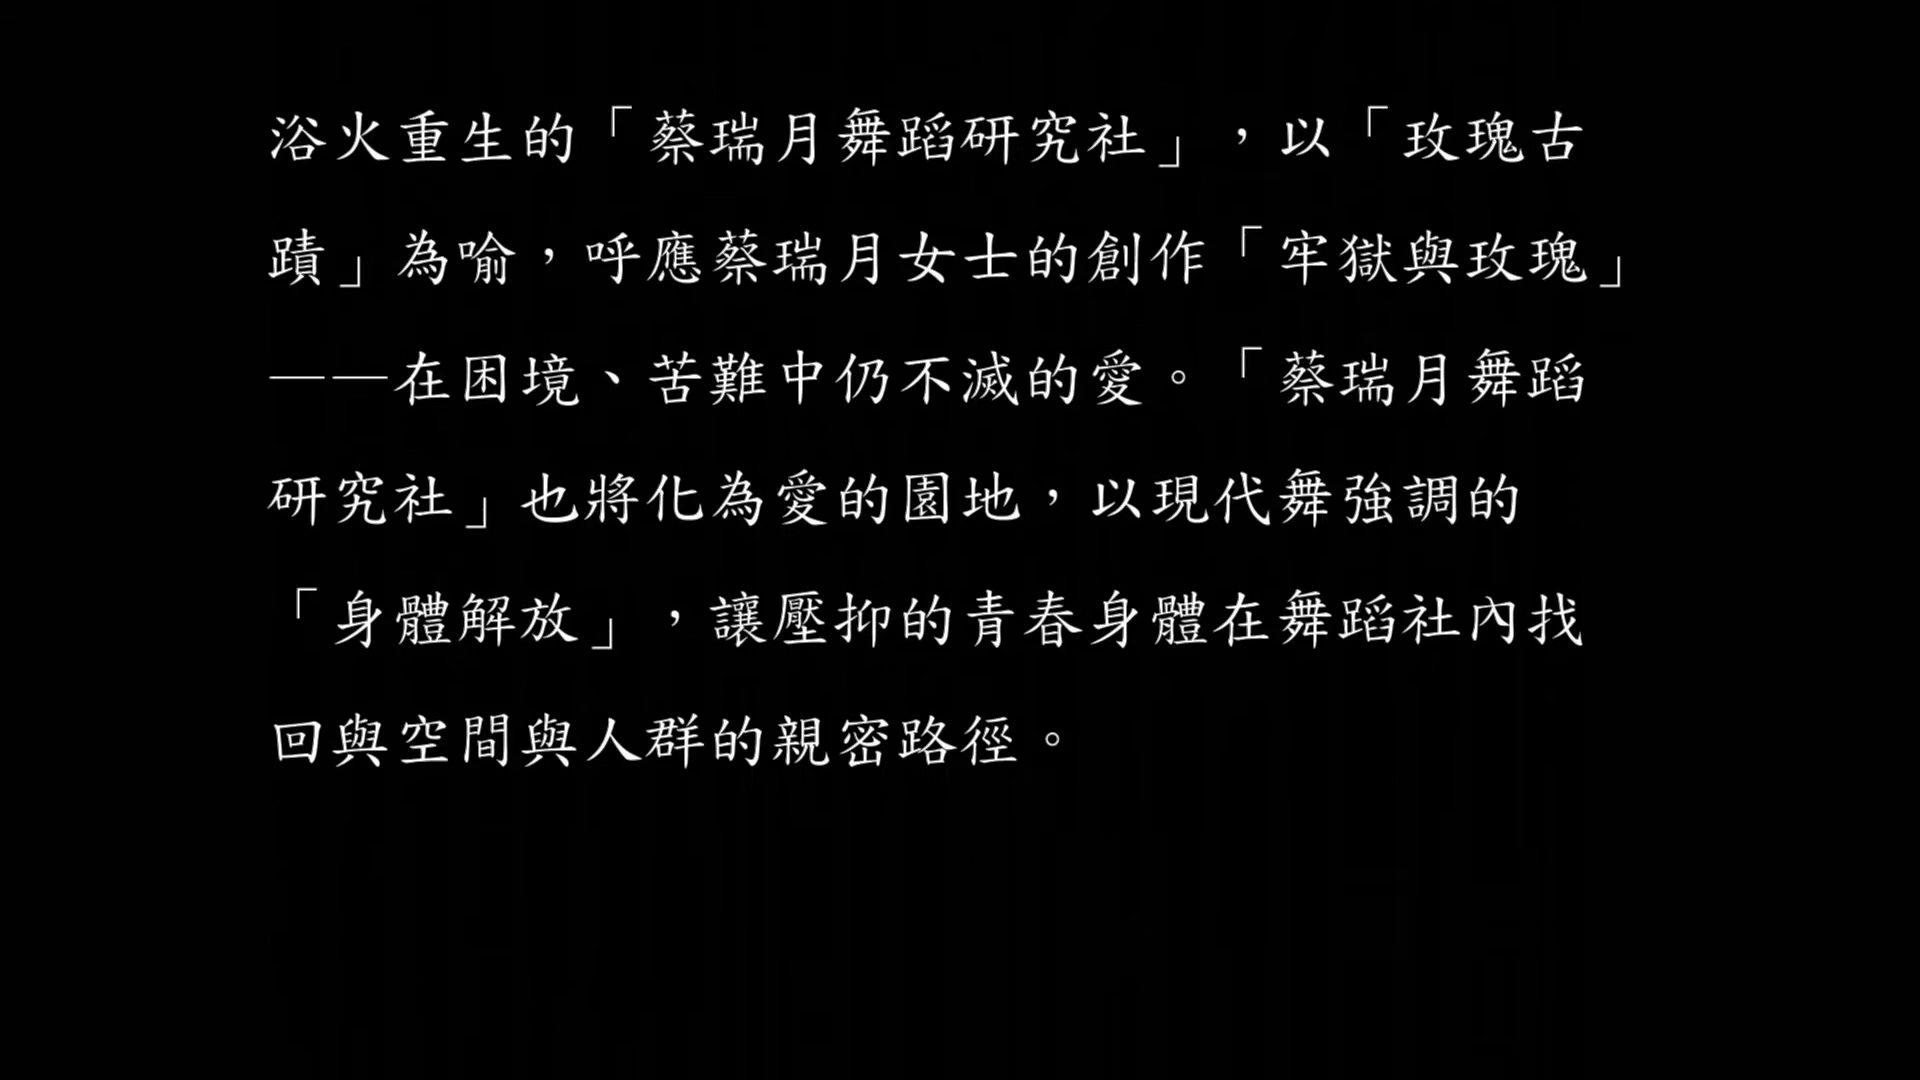 浴火重生的「蔡瑞月舞蹈研究社」，以「玫瑰古
蹟」為喻，呼應蔡瑞月女士的創作「牢獄與玫瑰」
——在困境、苦難中仍不滅的愛。「蔡瑞月舞蹈
研究社」也將化為愛的園地，以現代舞強調的
「身體解放」，讓壓抑的青春身體在舞蹈社內找
回與空間與人群的親密路徑。